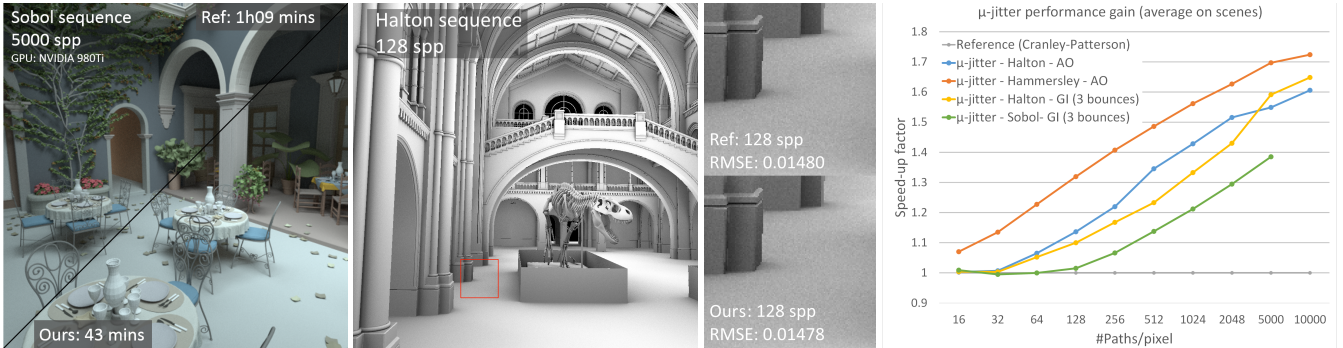 Sobol sequence
5000 spp
GPU: NVIDIA 980Ti
Ref: 1h09 mins
Ours: 43 mins
Halton sequence
128 spp
Ref: 128 spp
RMSE: 0.01480
Ours: 128 spp
RMSE: 0.01478
µ-jitter performance gain (average on scenes)
Speed-up factor
1.8
1.7
1.6
1.5
1.4
1.3
1.2
1.1
1
0.9
Reference (Cranley-Patterson)
µ-jitter - Halton - AO
µ-jitter - Hammersley - AO
µ-jitter - Halton - GI (3 bounces)
µ-jitter - Sobol- GI (3 bounces)
16 32 64 128 256 512 1024 2048 5000 10000
#Paths/pixel